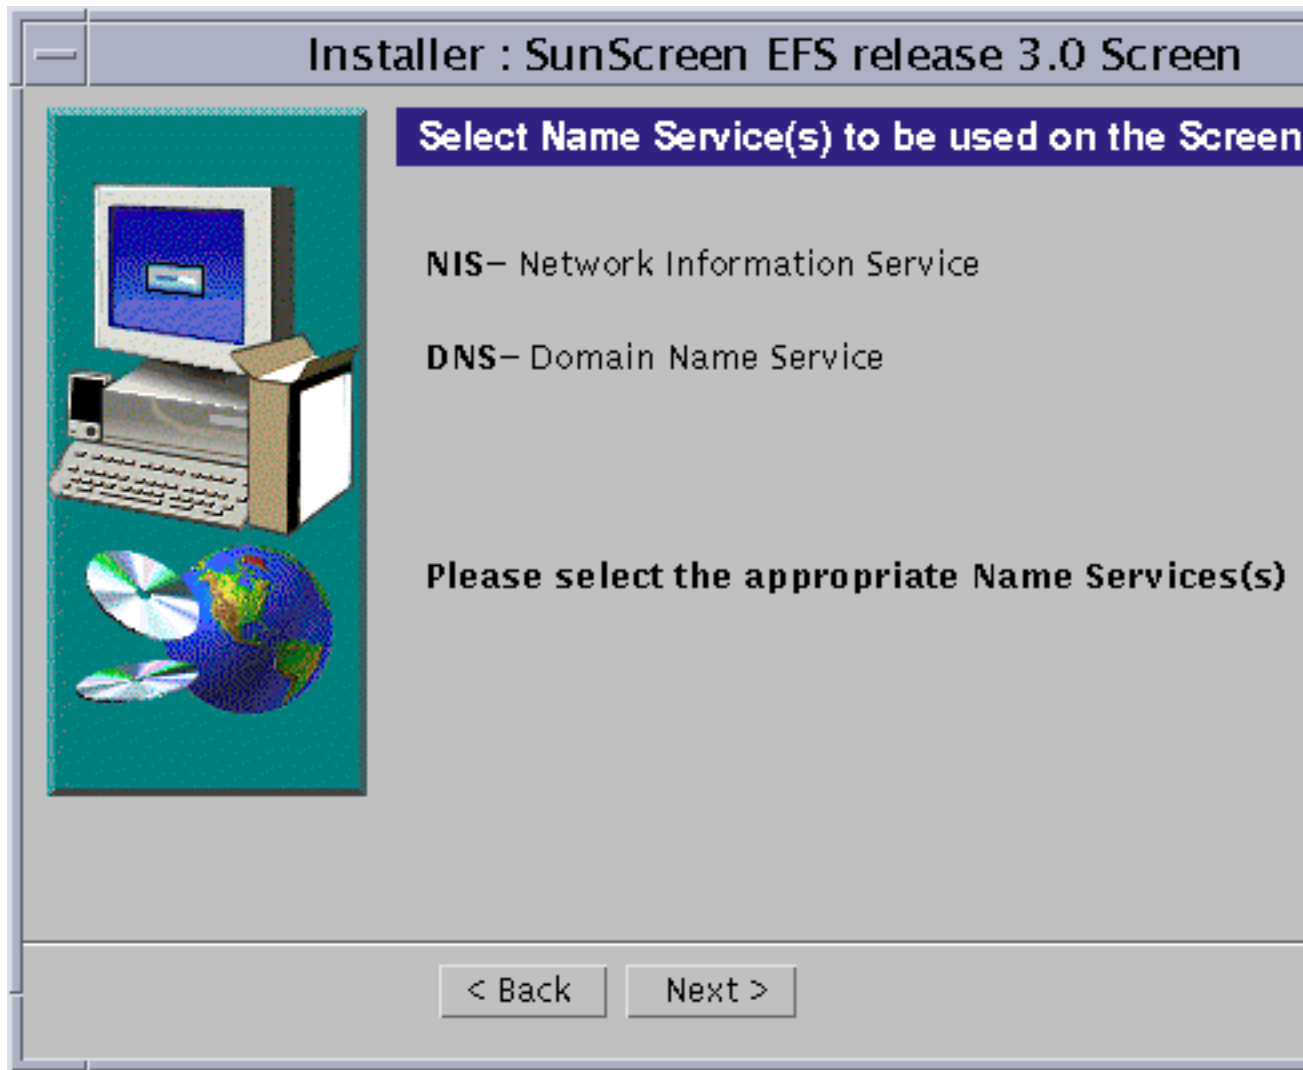 Installer : SunScreen EFS release 3.0 Screen
Select Name Service(s) to be used on the Screen
NIS– Network Information Service
DNS– Domain Name Service
Please select the appropriate Name Services(s)
< Back
Next >